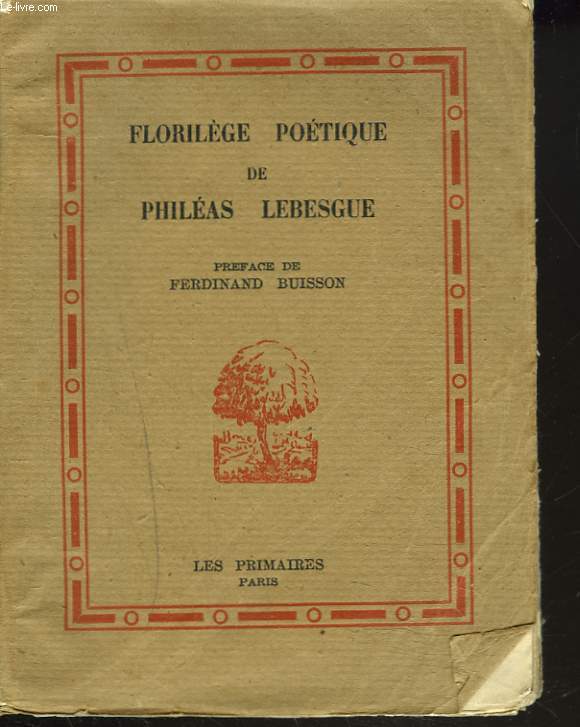 Le-livre.com
FLORILÈGE POÉTIQUE
DE
PHILÉAS LEBESGUE
PREFACE DE
FERDINAND BUISSON
LES PRIMAIRES
PARIS